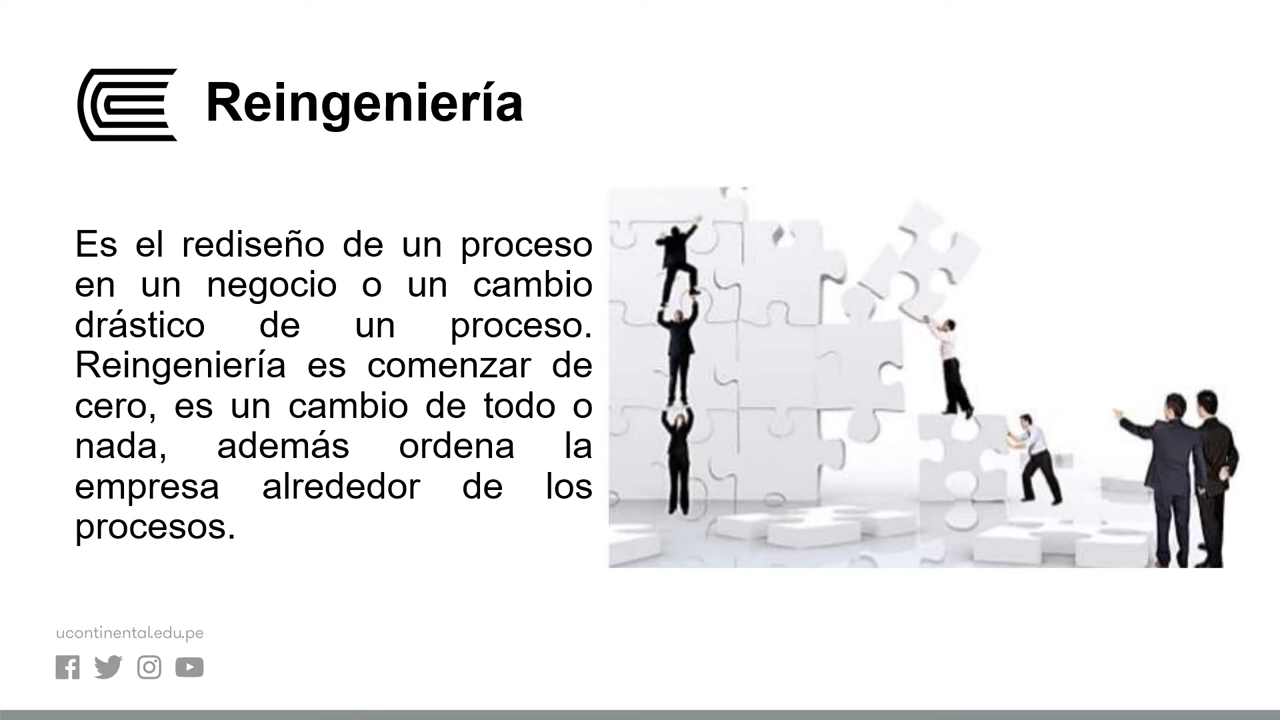 Reingeniería
Es el rediseño de un proceso
en un negocio o un cambio
drástico de un proceso.
Reingeniería es comenzar de
cero, es un cambio de todo o
nada, además ordena la
empresa alrededor de los
procesos.
ucontinental.edu.pe